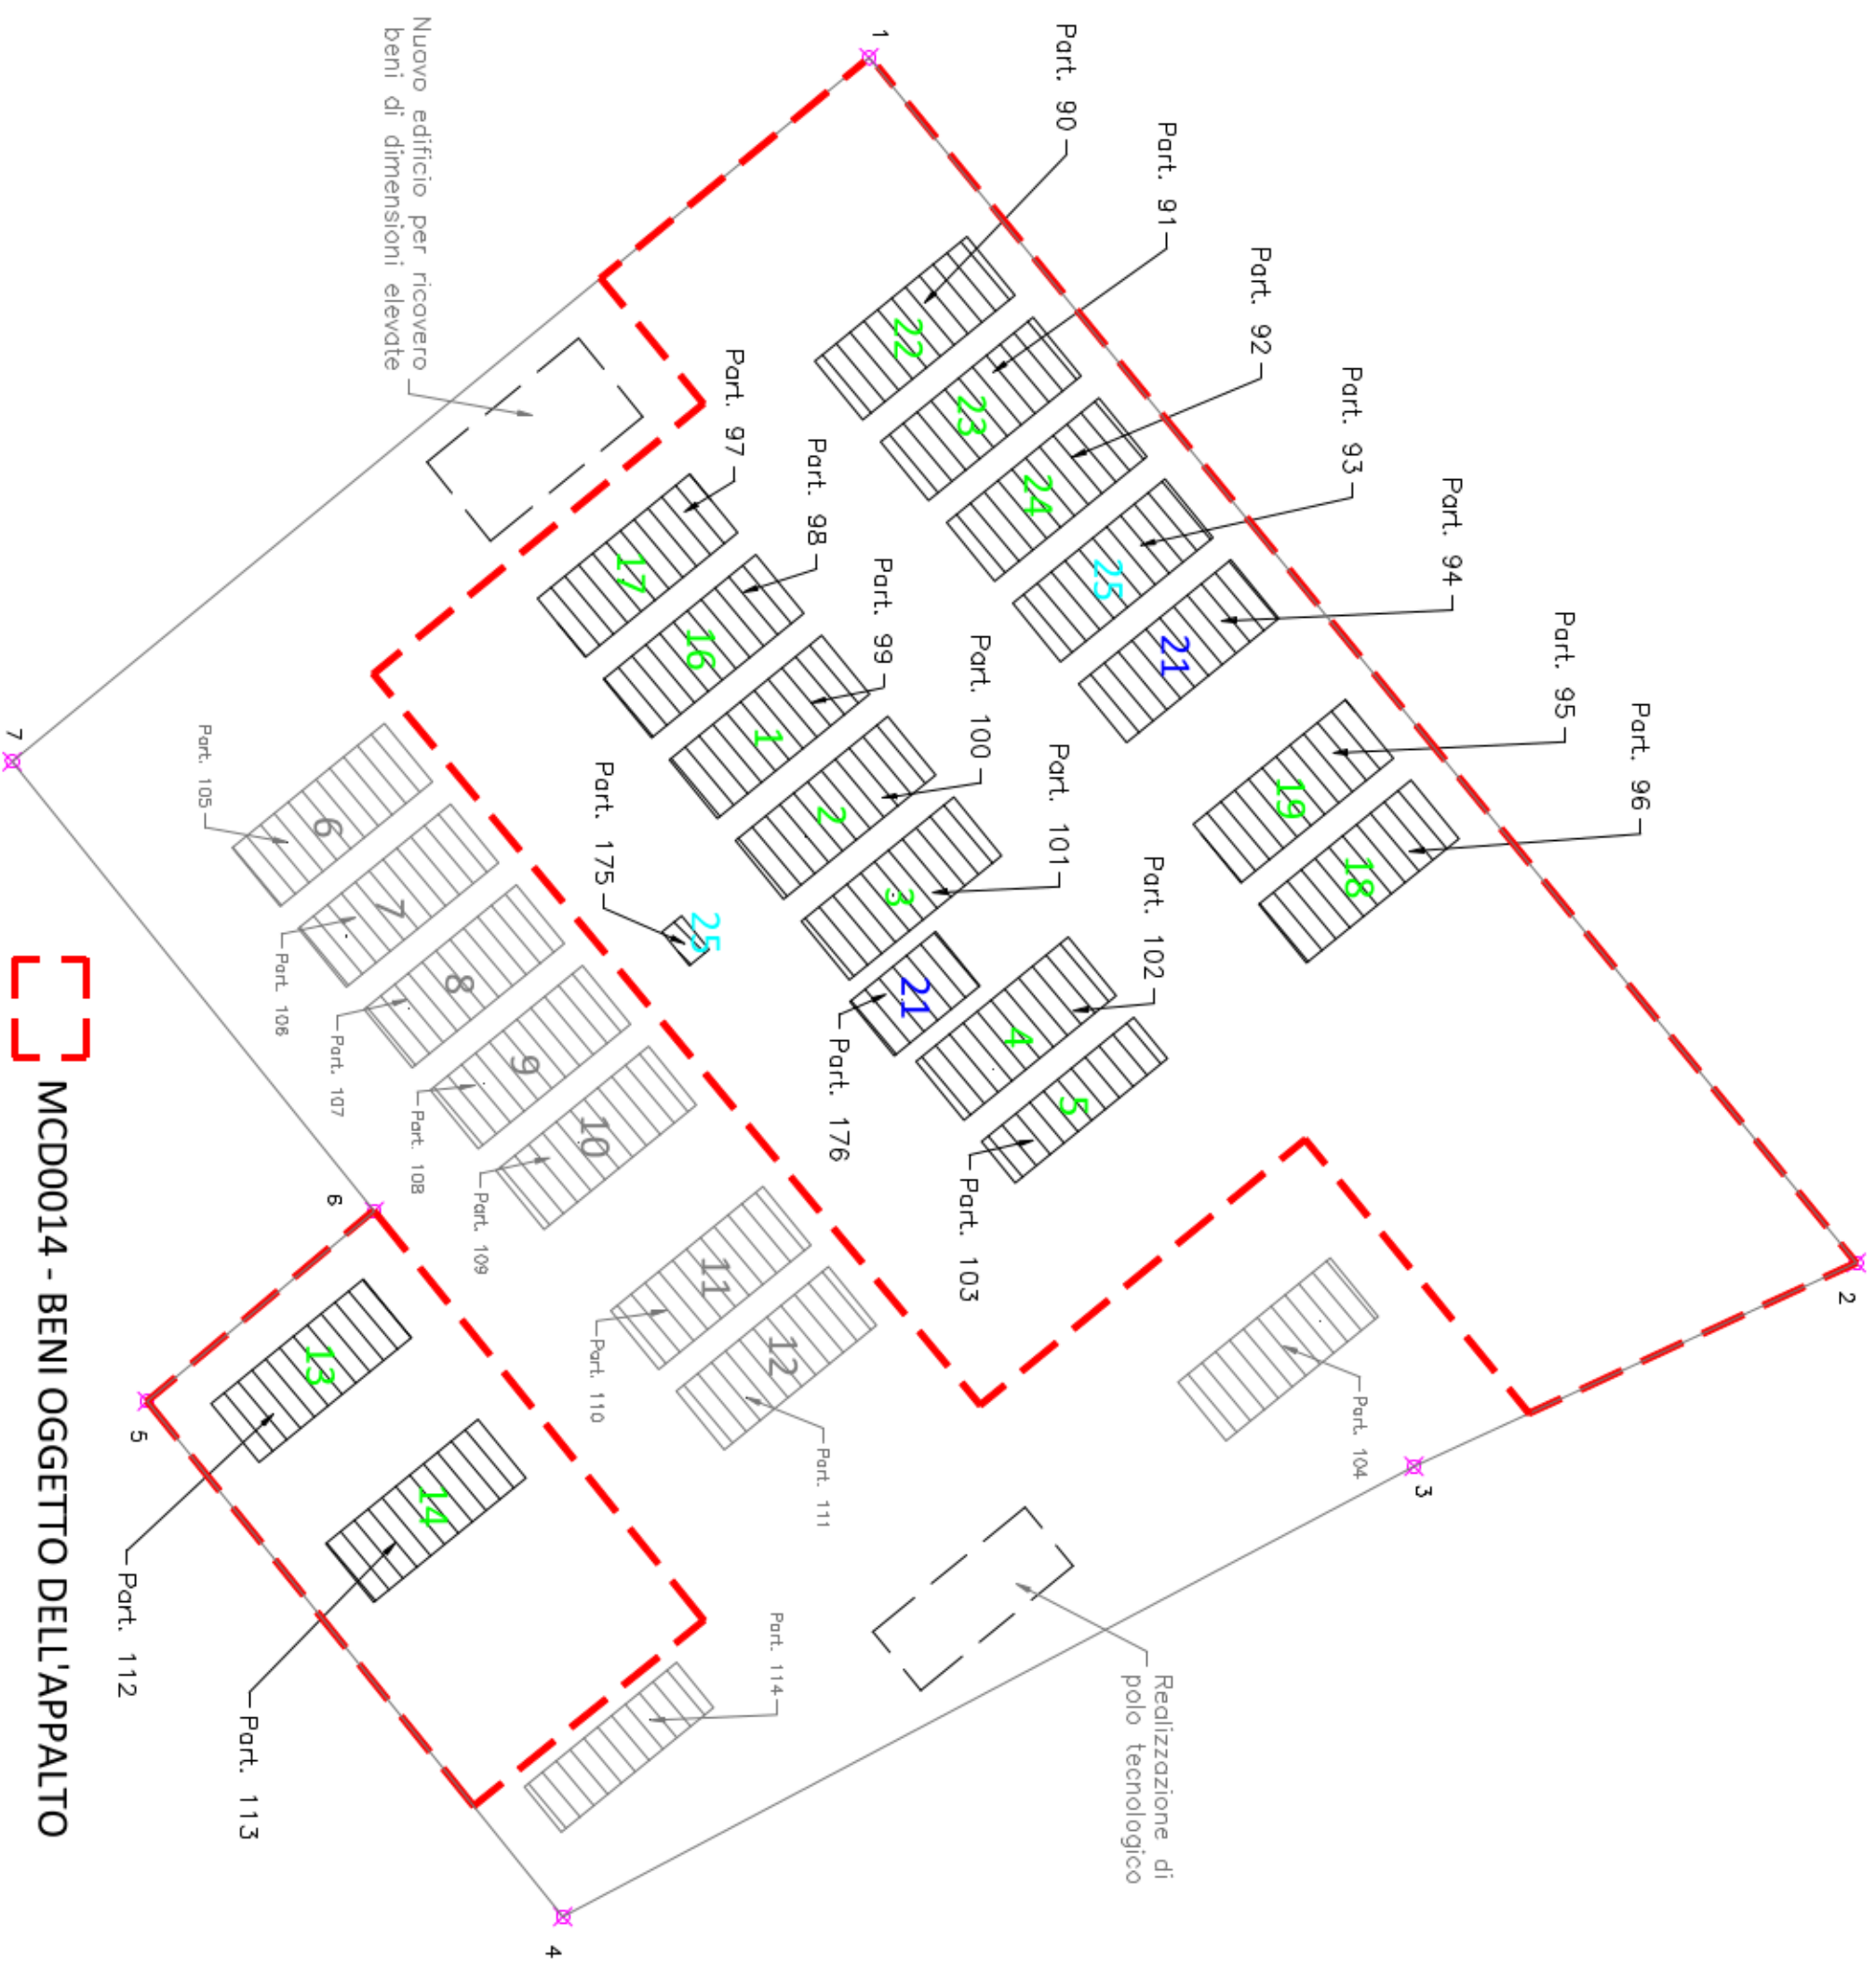 1
2
3
4
5
6
7
Part. 90
Part. 91
Part. 92
Part. 93
Part. 94
Part. 95
Part. 96
22
23
24
25
21
19
18
Nuovo edificio per ricovero
beni di dimensioni elevate
Part. 97
Part. 98
Part. 99
Part. 100
Part. 101
Part. 102
17
16
1
2
3
4
5
Part. 175
25
21
Part. 176
Part. 103
Part. 104
Part. 105
Part. 106
Part. 107
Part. 108
Part. 109
Part. 110
Part. 111
6
7
8
9
10
11
12
Realizzazione di
polo tecnologico
Part. 114
13
14
Part. 112
Part. 113
MCD0014 - BENI OGGETTO DELL'APPALTO